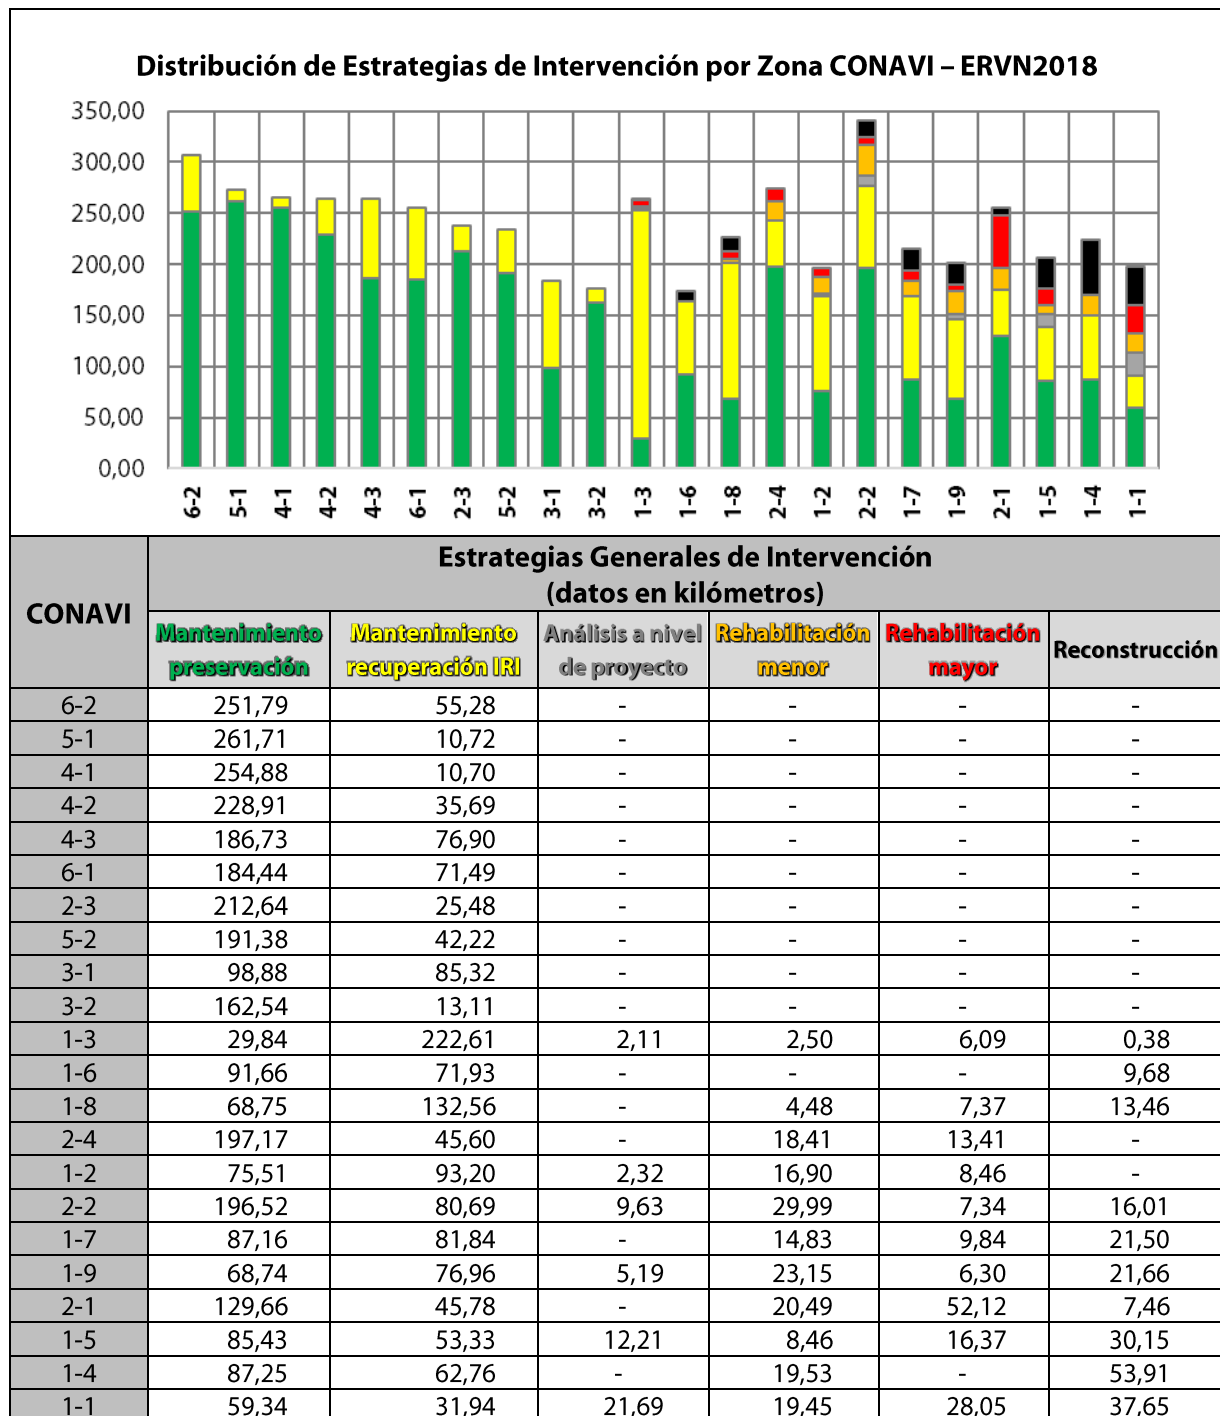 Distribución de Estrategias de Intervención por Zona CONAVI – ERVN2018
350,00
300,00
250,00
200,00
150,00
100,00
50,00
0,00
6-2 5-1 4-1 4-2 4-3 6-1 2-3 5-2 3-1 3-2 1-3 1-6 1-8 2-4 1-2 2-2 1-7 1-9 2-1 1-5 1-4 1-1
CONAVI
Estrategias Generales de Intervención
(datos en kilómetros)
Mantenimiento preservación
Mantenimiento recuperación IRI
Análisis a nivel de proyecto
Rehabilitación menor
Rehabilitación mayor
Reconstrucción
6-2 251,79 55,28 - - - -
5-1 261,71 10,72 - - - -
4-1 254,88 10,70 - - - -
4-2 228,91 35,69 - - - -
4-3 186,73 76,90 - - - -
6-1 184,44 71,49 - - - -
2-3 212,64 25,48 - - - -
5-2 191,38 42,22 - - - -
3-1 98,88 85,32 - - - -
3-2 162,54 13,11 - - - -
1-3 29,84 222,61 2,11 2,50 6,09 0,38
1-6 91,66 71,93 - - - 9,68
1-8 68,75 132,56 - 4,48 7,37 13,46
2-4 197,17 45,60 - 18,41 13,41 -
1-2 75,51 93,20 2,32 16,90 8,46 -
2-2 196,52 80,69 9,63 29,99 7,34 16,01
1-7 87,16 81,84 - 14,83 9,84 21,50
1-9 68,74 76,96 5,19 23,15 6,30 21,66
2-1 129,66 45,78 - 20,49 52,12 7,46
1-5 85,43 53,33 12,21 8,46 16,37 30,15
1-4 87,25 62,76 - 19,53 - 53,91
1-1 59,34 31,94 21,69 19,45 28,05 37,65